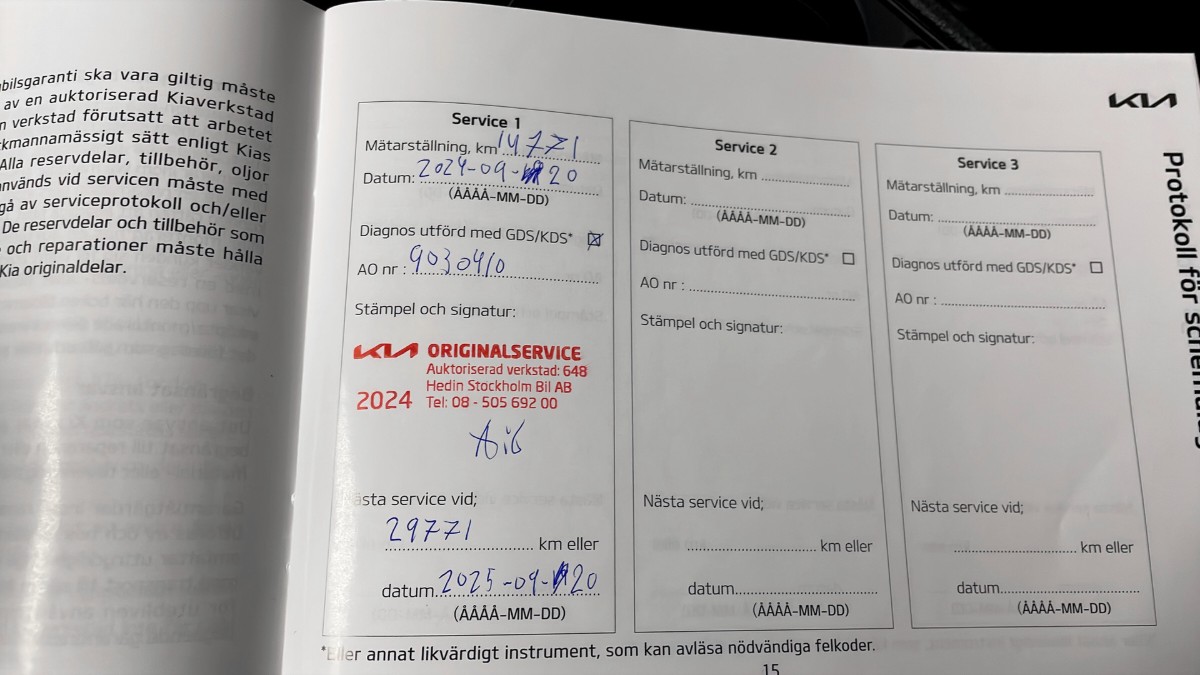 bilsgaranti ska vara giltig måste
av en auktoriserad Kiaverkstad
verkstad förutsatt att arbetet
kmannamässigt sätt enligt Kias
Alla reservdelar, tillbehör, oljor
används vid servicen måste med
gå av serviceprotokoll och/eller
De reservdelar och tillbehör som
och reparationer måste hålla
Kia originaldelar.
KIA
Protokoll för
Service 1
Mätarställning, km 14771
Datum: 2024-09-20
(ÅÅÅÅ-MM-DD)
Diagnos utförd med GDS/KDS* ☒
AO nr : 9030410
Stämpel och signatur:
KIA ORIGINALSERVICE
Auktoriserad verkstad: 648
Hedin Stockholm Bil AB
2024 Tel: 08 - 505 692 00
Nästa service vid;
29771 km eller
datum 2025-09-20
(ÅÅÅÅ-MM-DD)
Service 2
Mätarställning, km
Datum:
(ÅÅÅÅ-MM-DD)
Diagnos utförd med GDS/KDS* ☐
AO nr :
Stämpel och signatur:
Nästa service vid;
km eller
datum
(ÅÅÅÅ-MM-DD)
Service 3
Mätarställning, km
Datum:
(ÅÅÅÅ-MM-DD)
Diagnos utförd med GDS/KDS* ☐
AO nr :
Stämpel och signatur:
Nästa service vid;
km eller
datum
(ÅÅÅÅ-MM-DD)
*Eller annat likvärdigt instrument, som kan avläsa nödvändiga felkoder.
15